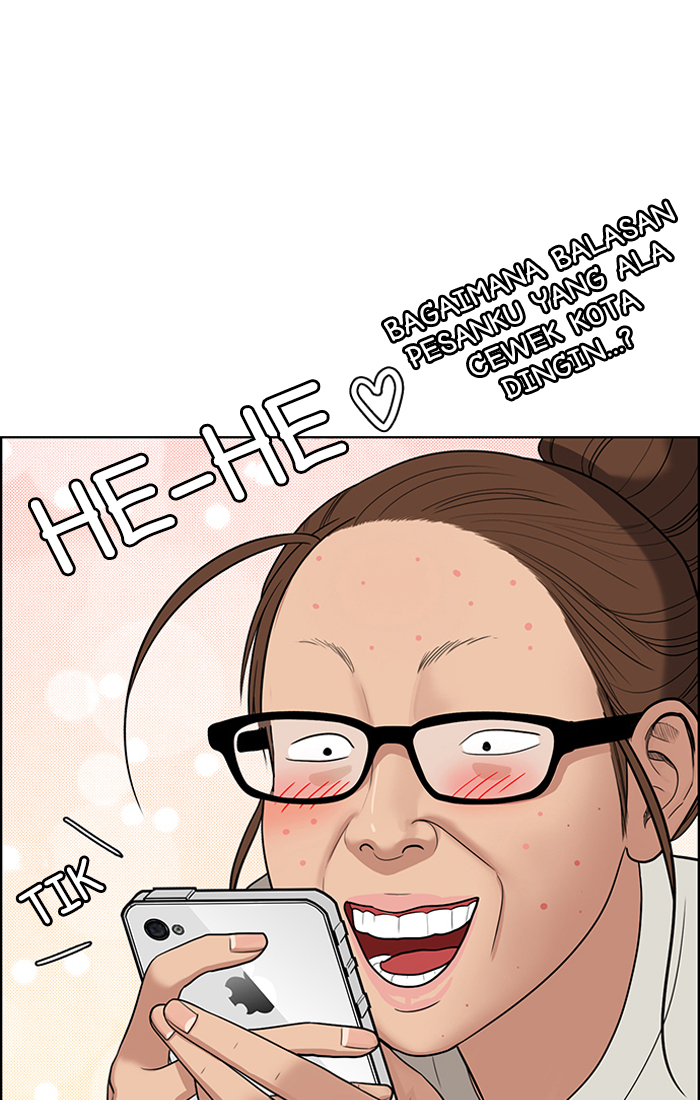 BAGAIMANA BALASAN
PESANKU YANG ALA
CEWEK KOTA
DINGIN...?
HE-HE♡
TIK